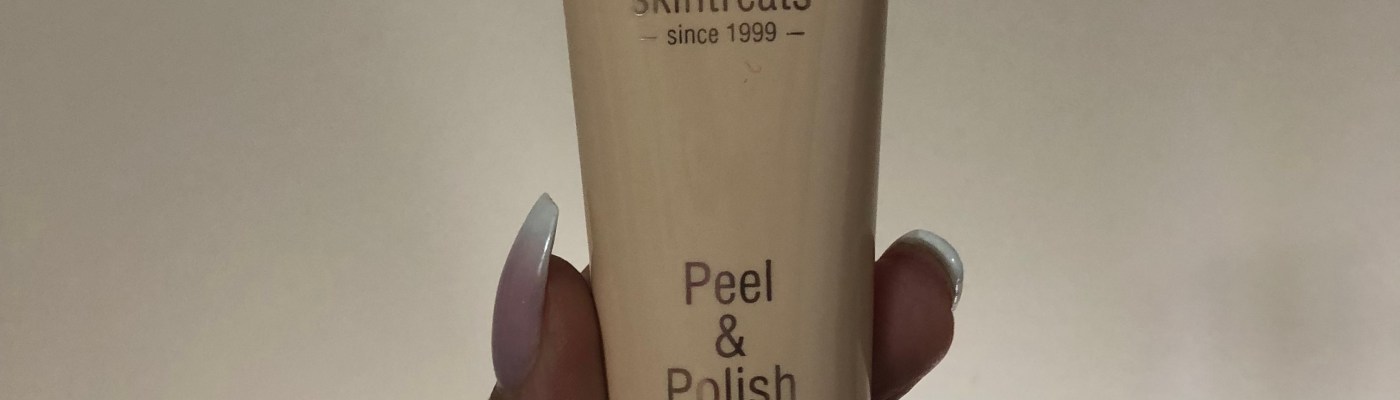 skintreats
– since 1999 –
Peel
&
Polish